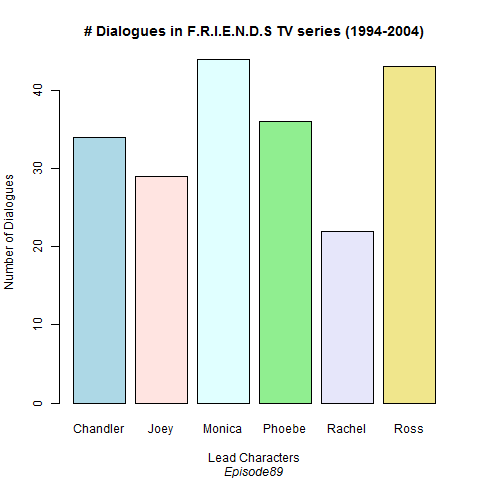 # Dialogues in F.R.I.E.N.D.S TV series (1994-2004)
Number of Dialogues
40
30
20
10
0
Chandler Joey Monica Phoebe Rachel Ross
Lead Characters
Episode89